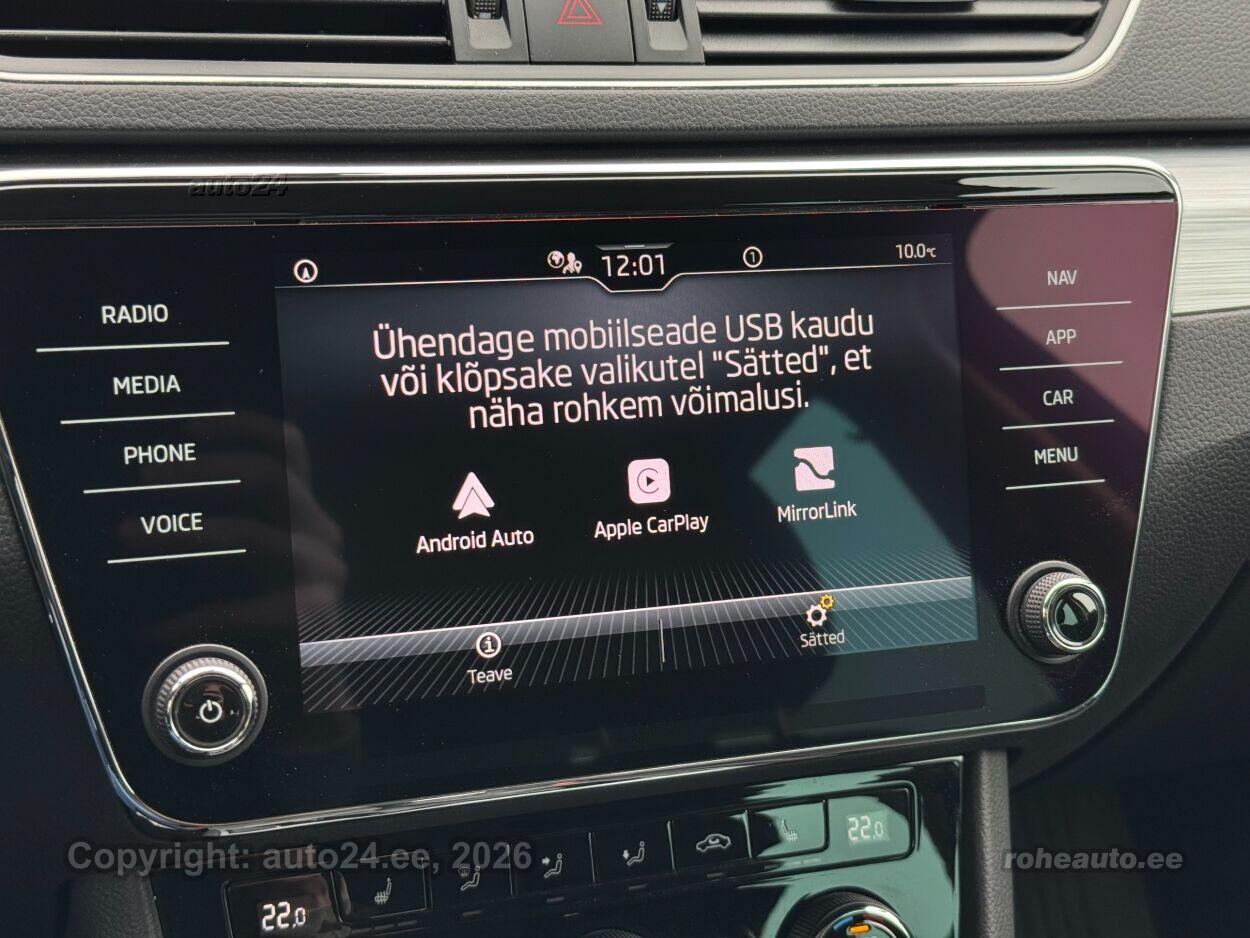 auto24
12:01
1
10.0°C
RADIO
MEDIA
PHONE
VOICE
Ühendage mobiilseade USB kaudu
või klõpsake valikutel "Sätted", et
näha rohkem võimalusi.
Android Auto
Apple CarPlay
MirrorLink
Teave
Sätted
NAV
APP
CAR
MENU
22.0
22.0
Copyright: auto24.ee, 2026
roheauto.ee